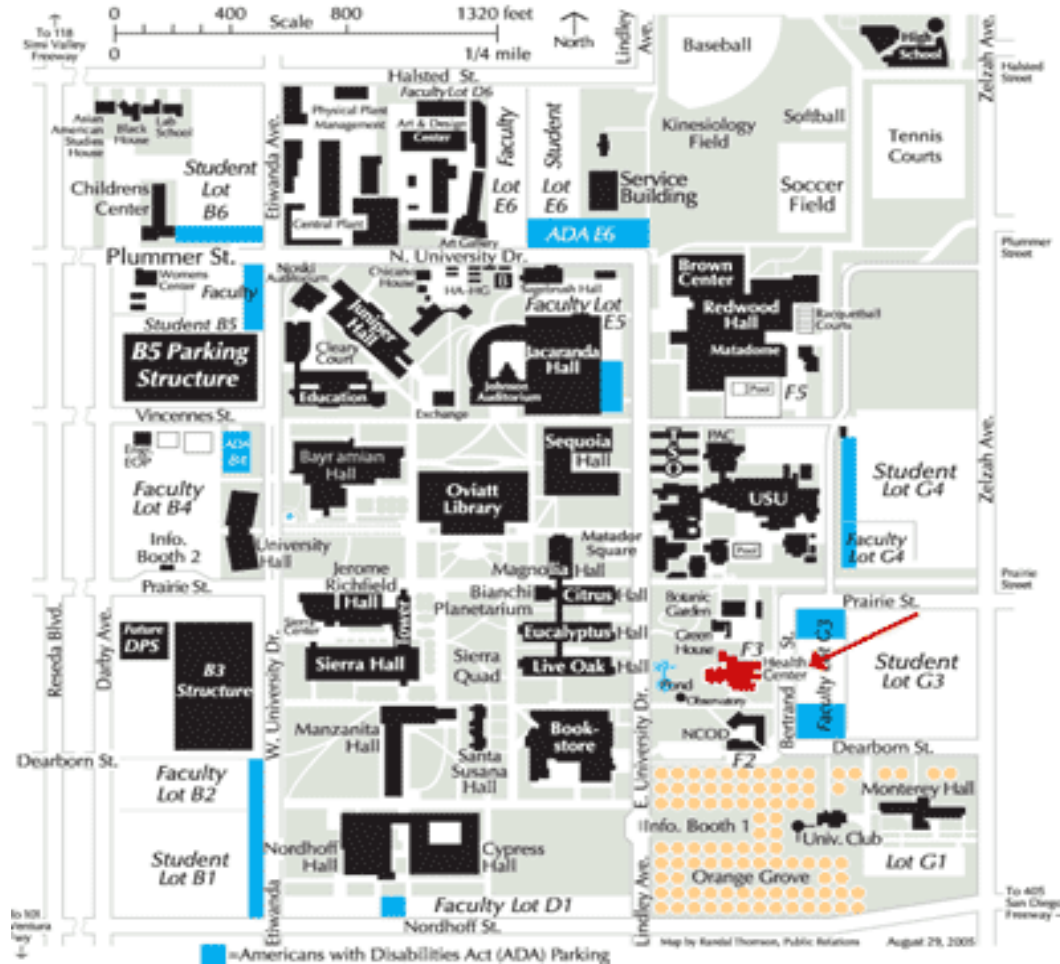 To 118
Simi Valley
Freeway
0 400 800 1320 feet
Scale
0 1/4 mile
North
Lindley
Ave.
Baseball
High
School
Zelzah Ave.
Halsted
Street
Halsted St.
Asian
American
Studies
House
Black
House
Lab
School
Student
Lot
B6
Childrens
Center
Etiwanda Ave.
Physical Plant
Management
Faculty Lot D6
Art & Design
Center
Central Plant
Art Gallery
Faculty
Lot
E6
Student
Lot
E6
Service
Building
ADA E6
Kinesiology
Field
Softball
Soccer
Field
Tennis
Courts
Plummer St.
N. University Dr.
Plummer
Street
Womens
Center
Faculty
Student B5
B5 Parking
Structure
Noski
Auditorium
Chicano
House
HA-HG
Sagebrush Hall
Juniper
Hall
Cleary
Court
Education
Exchange
Faculty Lot
E5
Jacaranda
Hall
Johnson
Auditorium
Brown
Center
Redwood
Hall
Matadome
Racquetball
Courts
Pool
F5
Vincennes St.
EOP
ADA
B4
Faculty
Lot B4
Info.
Booth 2
University
Hall
Bayramian
Hall
Oviatt
Library
Sequoia
Hall
PAC
USU
Pool
Student
Lot G4
Faculty
Lot G4
Zelzah Ave.
Matador
Square
Magnolia Hall
Prairie St.
Prairie
Street
Prairie St.
Reseda Blvd.
Darby Ave.
Future
DPS
B3
Structure
W. University Dr.
Jerome
Richfield
Hall
Tower
Sierra
Center
Sierra Hall
Sierra
Quad
Bianchi
Planetarium
Citrus Hall
Eucalyptus Hall
Live Oak Hall
Botanic
Garden
Green
House
F3
Health
Center
Pond
Observatory
Bertrand St.
Faculty Lot G3
Student
Lot G3
Manzanita
Hall
Santa
Susana
Hall
Book-
store
E. University Dr.
NCOD
F2
Dearborn St.
Dearborn St.
Faculty
Lot B2
Student
Lot B1
Nordhoff
Hall
Cypress
Hall
Info. Booth 1
Monterey Hall
Univ. Club
Lot G1
Orange Grove
Etiwanda
Faculty Lot D1
Nordhoff St.
Lindley Ave.
To 405
San Diego
Freeway
To 101
Ventura
Map by Randal Thomson, Public Relations
August 29, 2005
=Americans with Disabilities Act (ADA) Parking